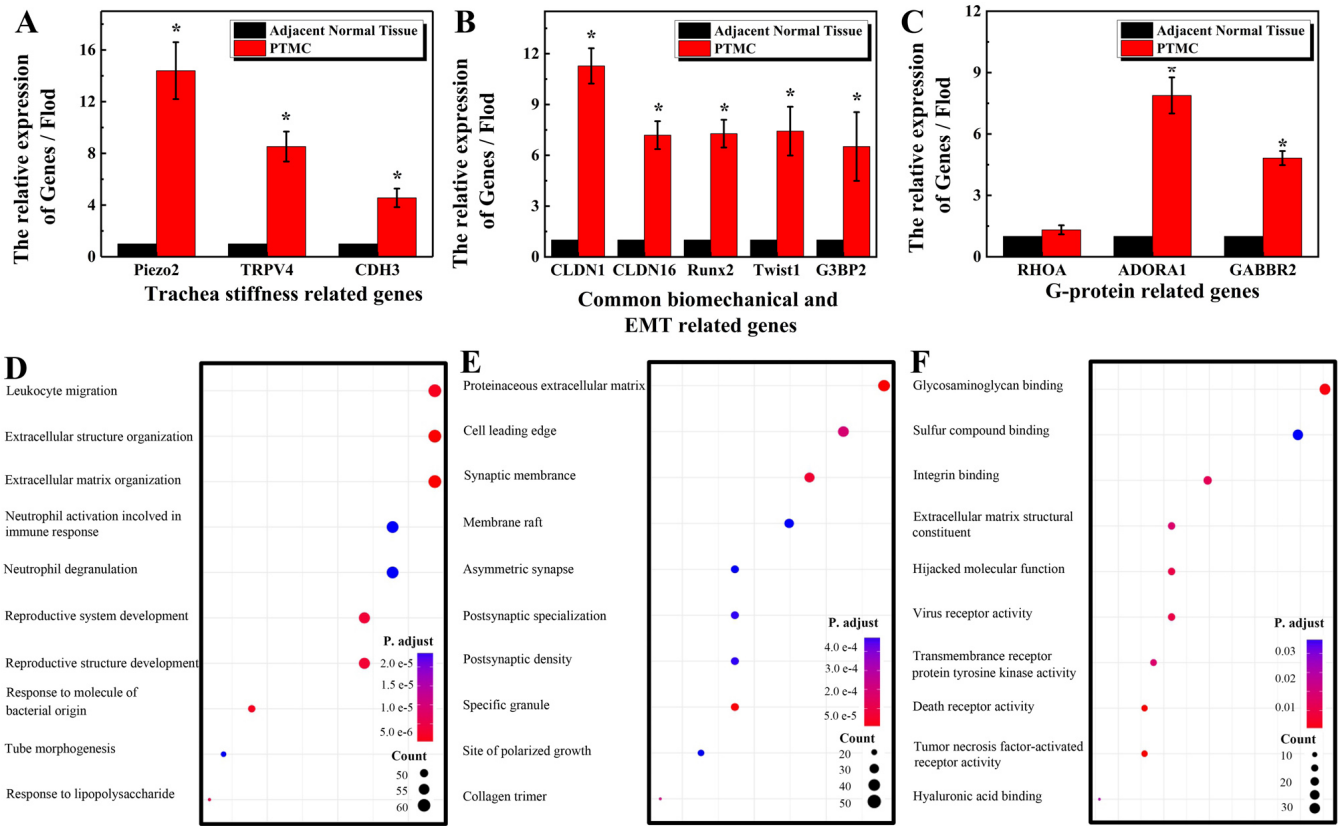 A
Adjacent Normal Tissue
PTMC
The relative expression
of Genes / Flod
16
12
8
4
0
*
*
*
Piezo2 TRPV4 CDH3
Trachea stiffness related genes
B
Adjacent Normal Tissue
PTMC
The relative expression
of Genes / Flod
12
9
6
3
0
*
*
*
*
*
CLDN1 CLDN16 Runx2 Twist1 G3BP2
Common biomechanical and
EMT related genes
C
Adjacent Normal Tissue
PTMC
The relative expression
of Genes / Flod
12
9
6
3
0
*
*
RHOA ADORA1 GABBR2
G-protein related genes
D
Leukocyte migration
Extracellular structure organization
Extracellular matrix organization
Neutrophil activation incolved in
immune response
Neutrophil degranulation
Reproductive system development
Reproductive structure development
Response to molecule of
bacterial origin
Tube morphogenesis
Response to lipopolysaccharide
P. adjust
2.0 e-5
1.5 e-5
1.0 e-5
5.0 e-6
Count
50
55
60
E
Proteinaceous extracellular matrix
Cell leading edge
Synaptic membrance
Membrane raft
Asymmetric synapse
Postsynaptic specialization
Postsynaptic density
Specific granule
Site of polarized growth
Collagen trimer
P. adjust
4.0 e-4
3.0 e-4
2.0 e-4
5.0 e-5
Count
20
30
40
50
F
Glycosaminoglycan binding
Sulfur compound binding
Integrin binding
Extracellular matrix structural
constituent
Hijacked molecular function
Virus receptor activity
Transmembrance receptor
protein tyrosine kinase activity
Death receptor activity
Tumor necrosis factor-activated
receptor activity
Hyaluronic acid binding
P. adjust
0.03
0.02
0.01
Count
10
20
30